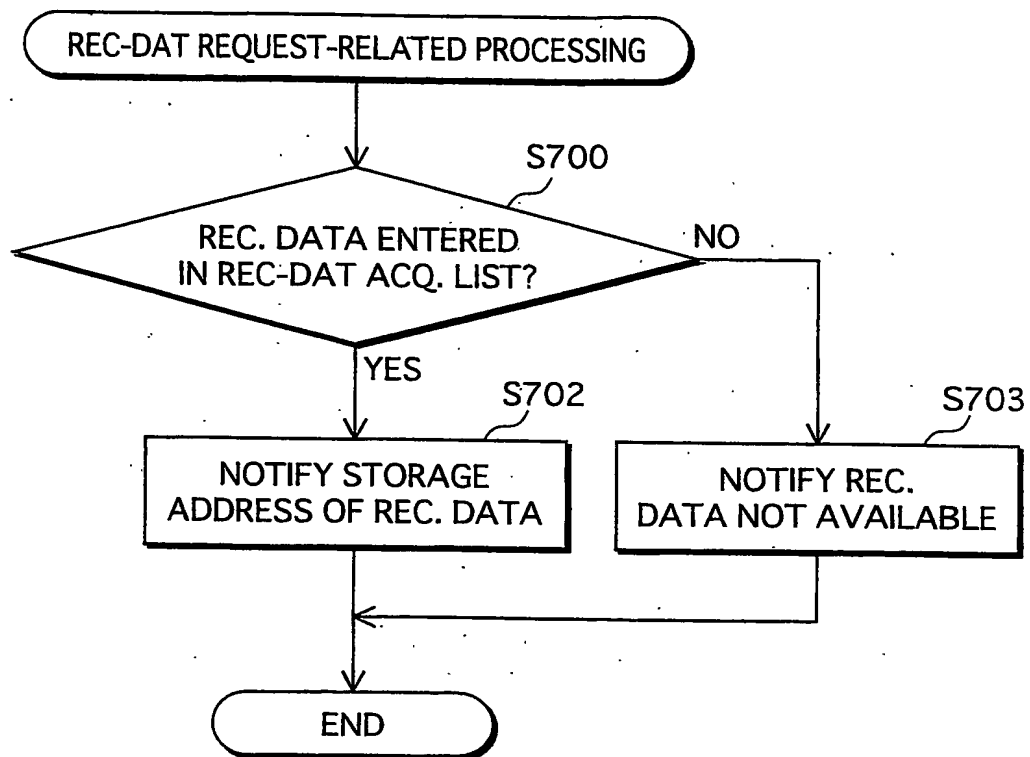 REC-DAT REQUEST-RELATED PROCESSING
S700
REC. DATA ENTERED
IN REC-DAT ACQ. LIST?
NO
YES
S702
S703
NOTIFY STORAGE
ADDRESS OF REC. DATA
NOTIFY REC.
DATA NOT AVAILABLE
END